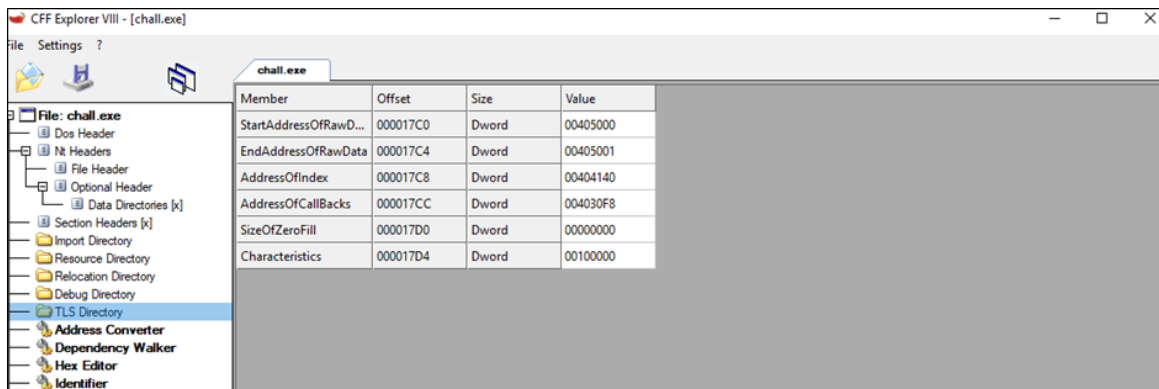 CFF Explorer VIII - [chall.exe]
File Settings ?
chall.exe
Member Offset Size Value
StartAddressOfRawD... 000017C0 Dword 00405000
EndAddressOfRawData 000017C4 Dword 00405001
AddressOfIndex 000017C8 Dword 00404140
AddressOfCallBacks 000017CC Dword 004030F8
SizeOfZeroFill 000017D0 Dword 00000000
Characteristics 000017D4 Dword 00100000
File: chall.exe
Dos Header
Nt Headers
File Header
Optional Header
Data Directories [x]
Section Headers [x]
Import Directory
Resource Directory
Relocation Directory
Debug Directory
TLS Directory
Address Converter
Dependency Walker
Hex Editor
Identifier